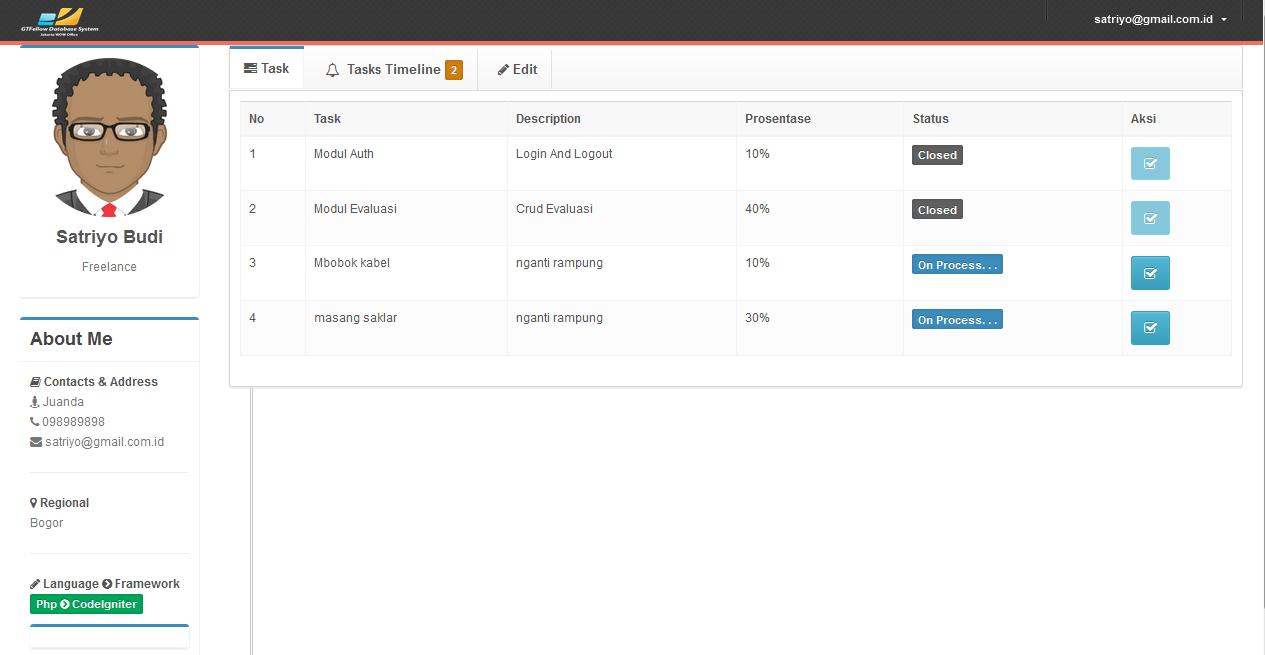 GTFellow Database System
Jakarta WOW Office
satriyo@gmail.com.id
Satriyo Budi
Freelance
About Me
Contacts & Address
Juanda
098989898
satriyo@gmail.com.id
Regional
Bogor
Language Framework
Php CodeIgniter
Task Tasks Timeline 2 Edit
No Task Description Prosentase Status Aksi
1 Modul Auth Login And Logout 10% Closed
2 Modul Evaluasi Crud Evaluasi 40% Closed
3 Mbobok kabel nganti rampung 10% On Process. . .
4 masang saklar nganti rampung 30% On Process. . .